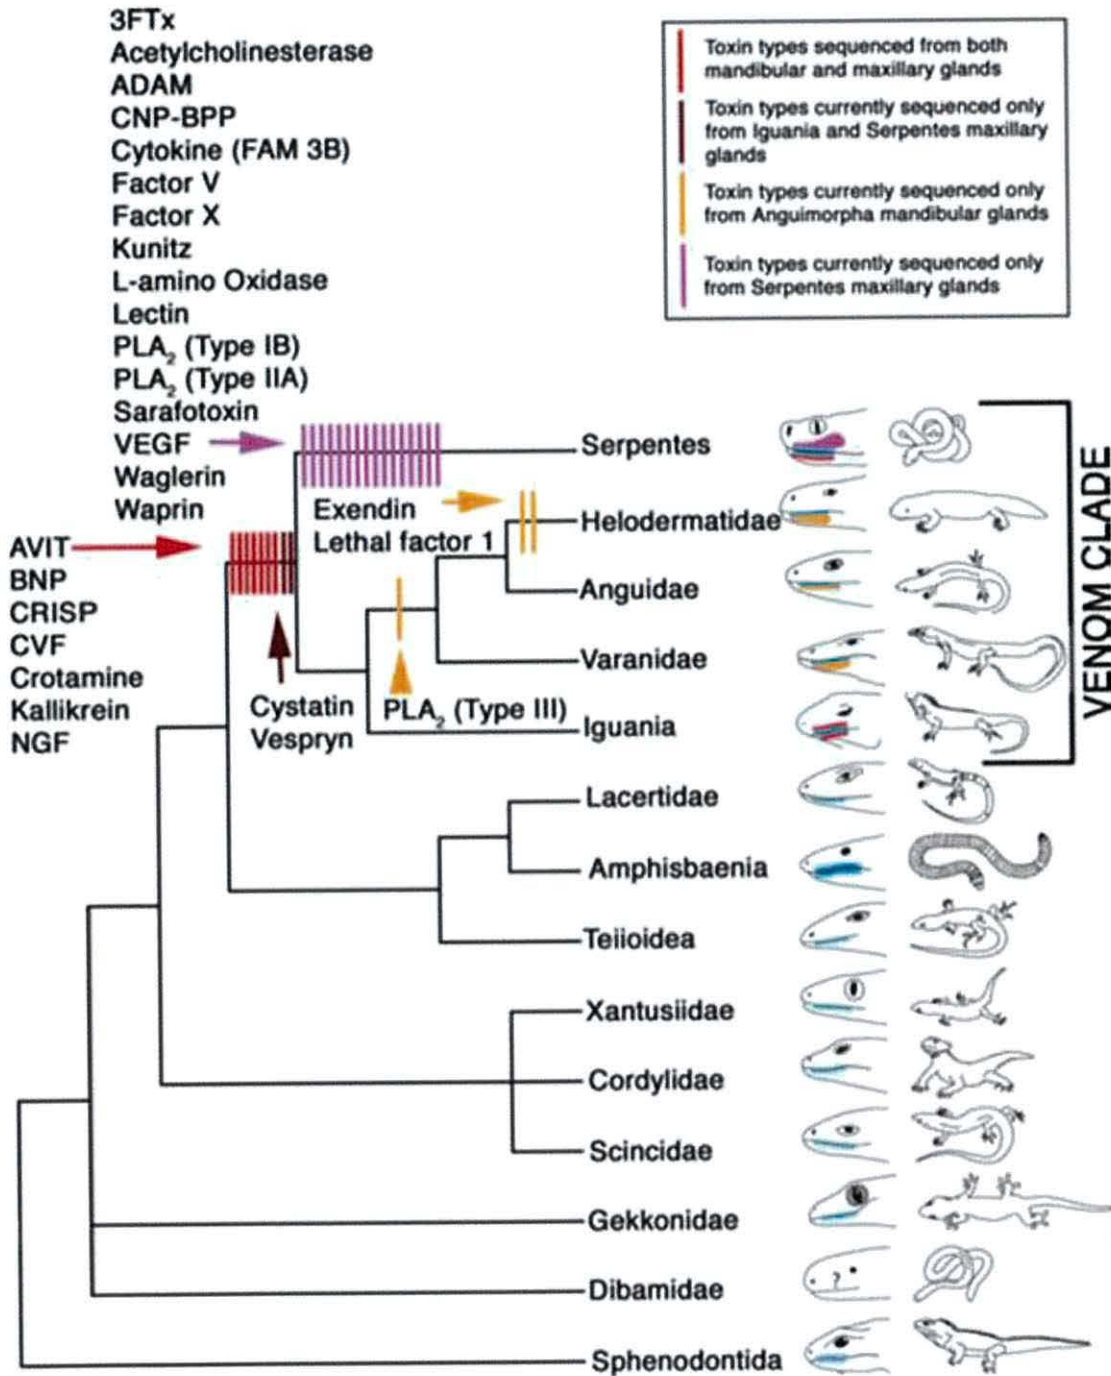 3FTx
Acetylcholinesterase
ADAM
CNP-BPP
Cytokine (FAM 3B)
Factor V
Factor X
Kunitz
L-amino Oxidase
Lectin
PLA₂ (Type IB)
PLA₂ (Type IIA)
Sarafotoxin
VEGF
Waglerin
Waprin
Toxin types sequenced from both
mandibular and maxillary glands
Toxin types currently sequenced only
from Iguania and Serpentes maxillary
glands
Toxin types currently sequenced only
from Anguimorpha mandibular glands
Toxin types currently sequenced only
from Serpentes maxillary glands
AVIT
BNP
CRISP
CVF
Crotamine
Kallikrein
NGF
Exendin
Lethal factor 1
Cystatin
Vespryn
PLA₂ (Type III)
Serpentes
Helodermatidae
Anguidae
Varanidae
Iguania
Lacertidae
Amphisbaenia
Teiioidea
Xantusiidae
Cordylidae
Scincidae
Gekkonidae
Dibamidae
?
Sphenodontida
VENOM CLADE